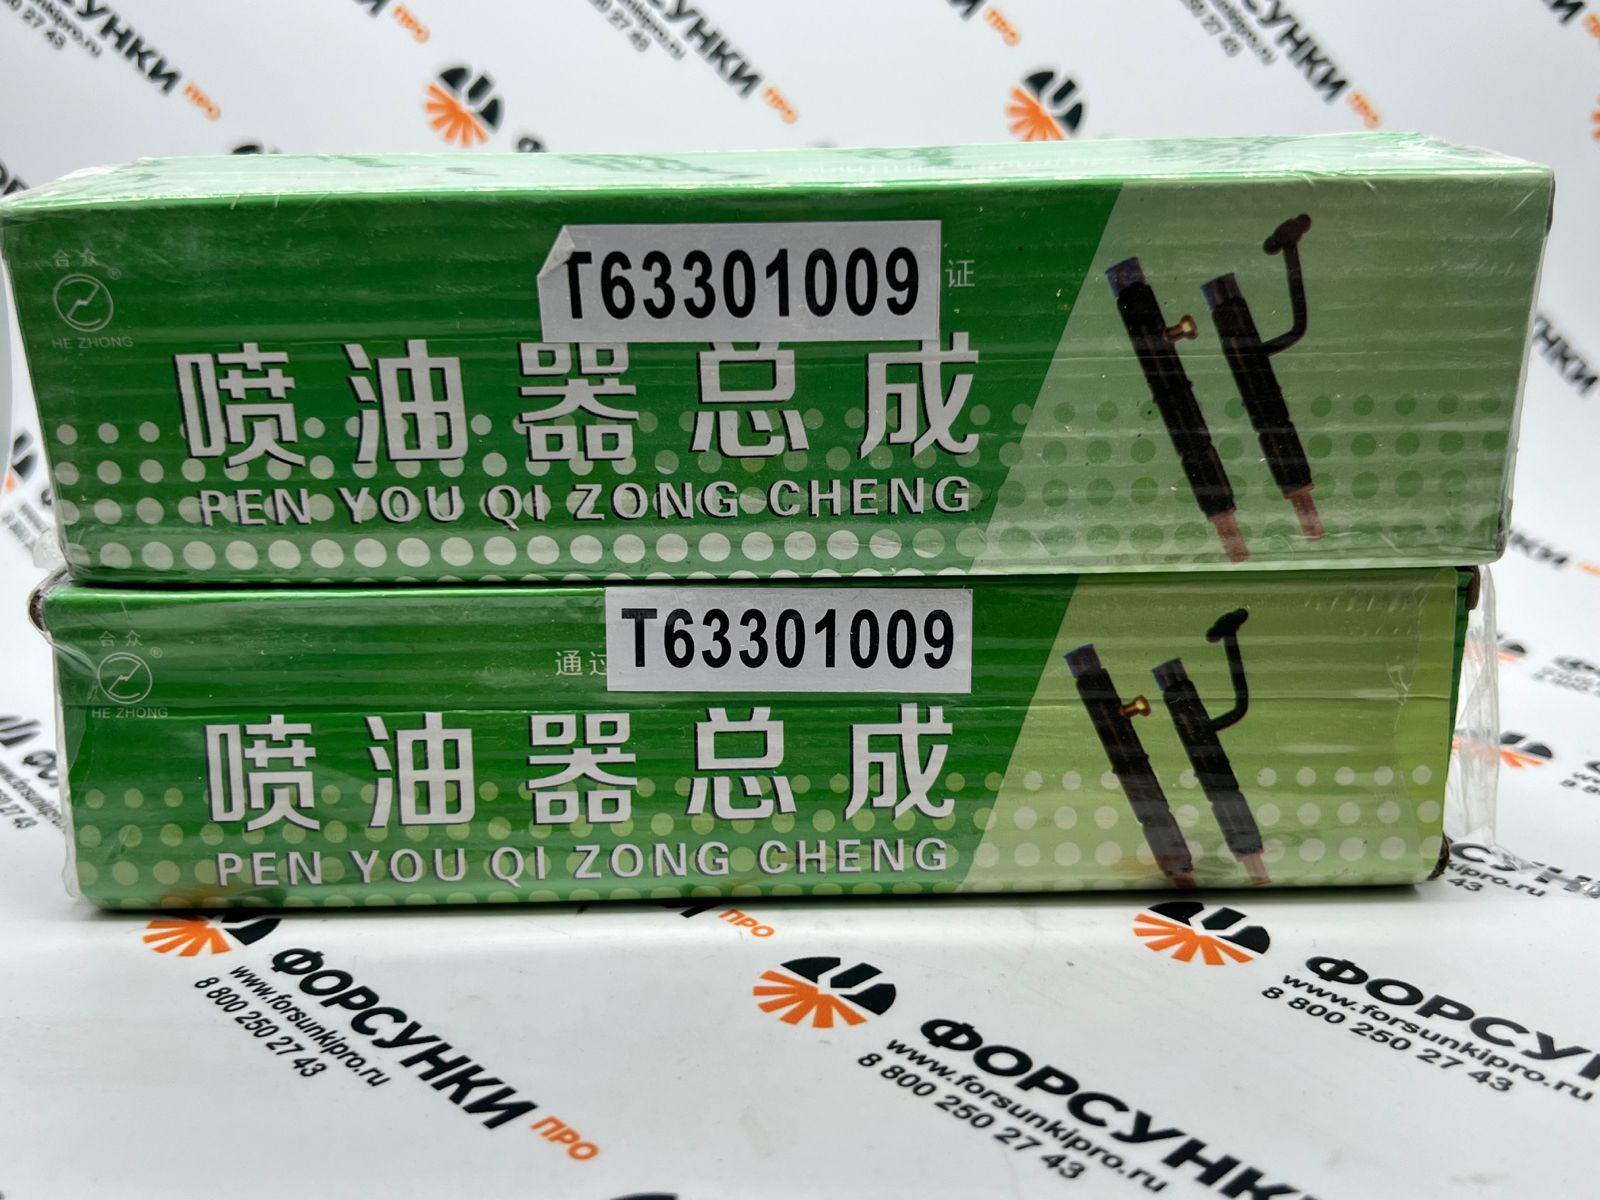 T63301009
证
合众
®
HE ZHONG
喷油器总成
PEN YOU QI ZONG CHENG
T63301009
通过
合众
®
HE ZHONG
喷油器总成
PEN YOU QI ZONG CHENG
ФОРСУНКИ ПРО
www.forsunkipro.ru
8 800 250 27 43
ПРО
ФОРСУНКИ
www.forsunkipro.ru
8 800 250 27 43
www.forsunkipro.ru
8 800 250 27 43